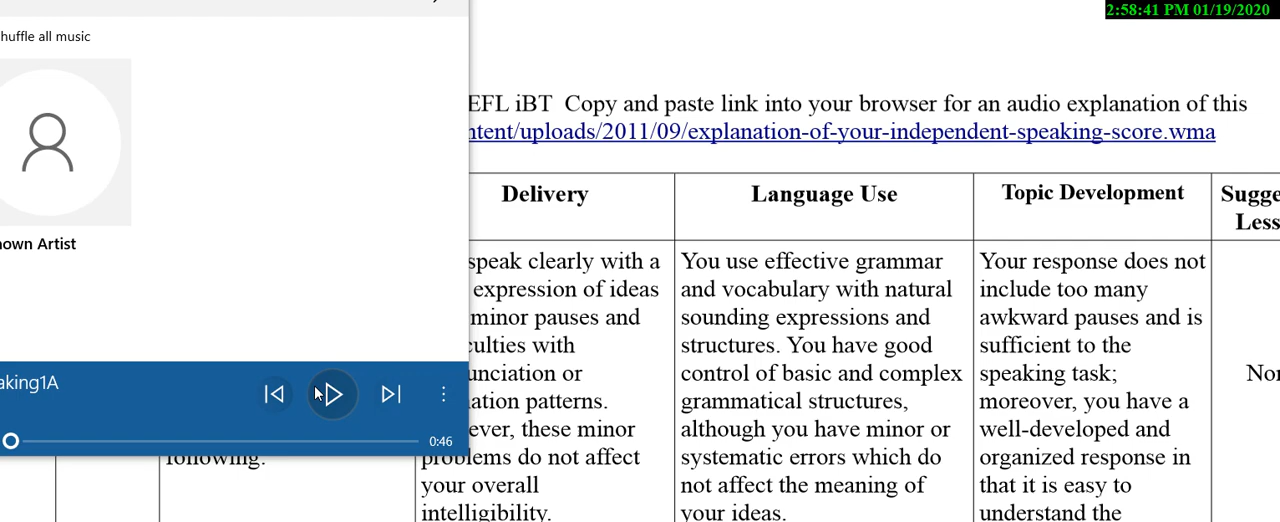 2:58:41 PM 01/19/2020
huffle all music
EFL iBT Copy and paste link into your browser for an audio explanation of this
ntent/uploads/2011/09/explanation-of-your-independent-speaking-score.wma
nown Artist
aking1A
0:46
Delivery
speak clearly with a
expression of ideas
minor pauses and
culties with
unciation or
ation patterns.
ever, these minor
problems do not affect
your overall
intelligibility.
following.
Language Use
You use effective grammar
and vocabulary with natural
sounding expressions and
structures. You have good
control of basic and complex
grammatical structures,
although you have minor or
systematic errors which do
not affect the meaning of
your ideas.
Topic Development
Your response does not
include too many
awkward pauses and is
sufficient to the
speaking task;
moreover, you have a
well-developed and
organized response in
that it is easy to
understand the
Sugge
Less
Non